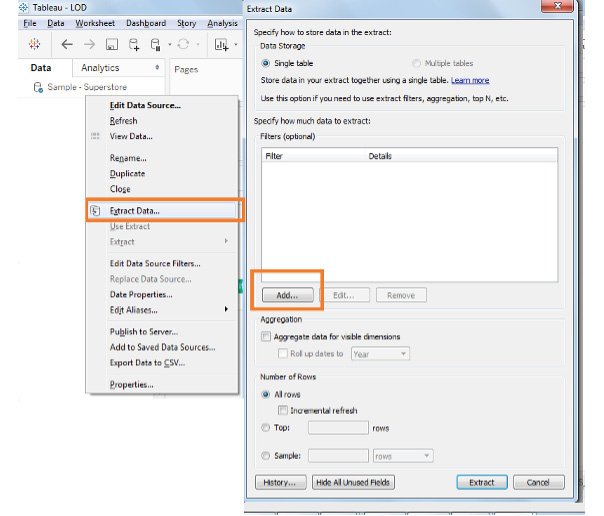 Tableau - LOD
File Data Worksheet Dashboard Story Analysis
Data Analytics Pages
Sample - Superstore
Edit Data Source...
Refresh
View Data...
Rename...
Duplicate
Close
Extract Data...
Use Extract
Extract
Edit Data Source Filters...
Replace Data Source...
Date Properties...
Edit Aliases...
Publish to Server...
Add to Saved Data Sources...
Export Data to CSV...
Properties...
Extract Data
Specify how to store data in the extract:
Data Storage
Single table Multiple tables
Store data in your extract together using a single table. Learn more
Use this option if you need to use extract filters, aggregation, top N, etc.
Specify how much data to extract:
Filters (optional)
Filter Details
Add... Edit... Remove
Aggregation
Aggregate data for visible dimensions
Roll up dates to Year
Number of Rows
All rows
Incremental refresh
Top: rows
Sample: rows
History... Hide All Unused Fields Extract Cancel